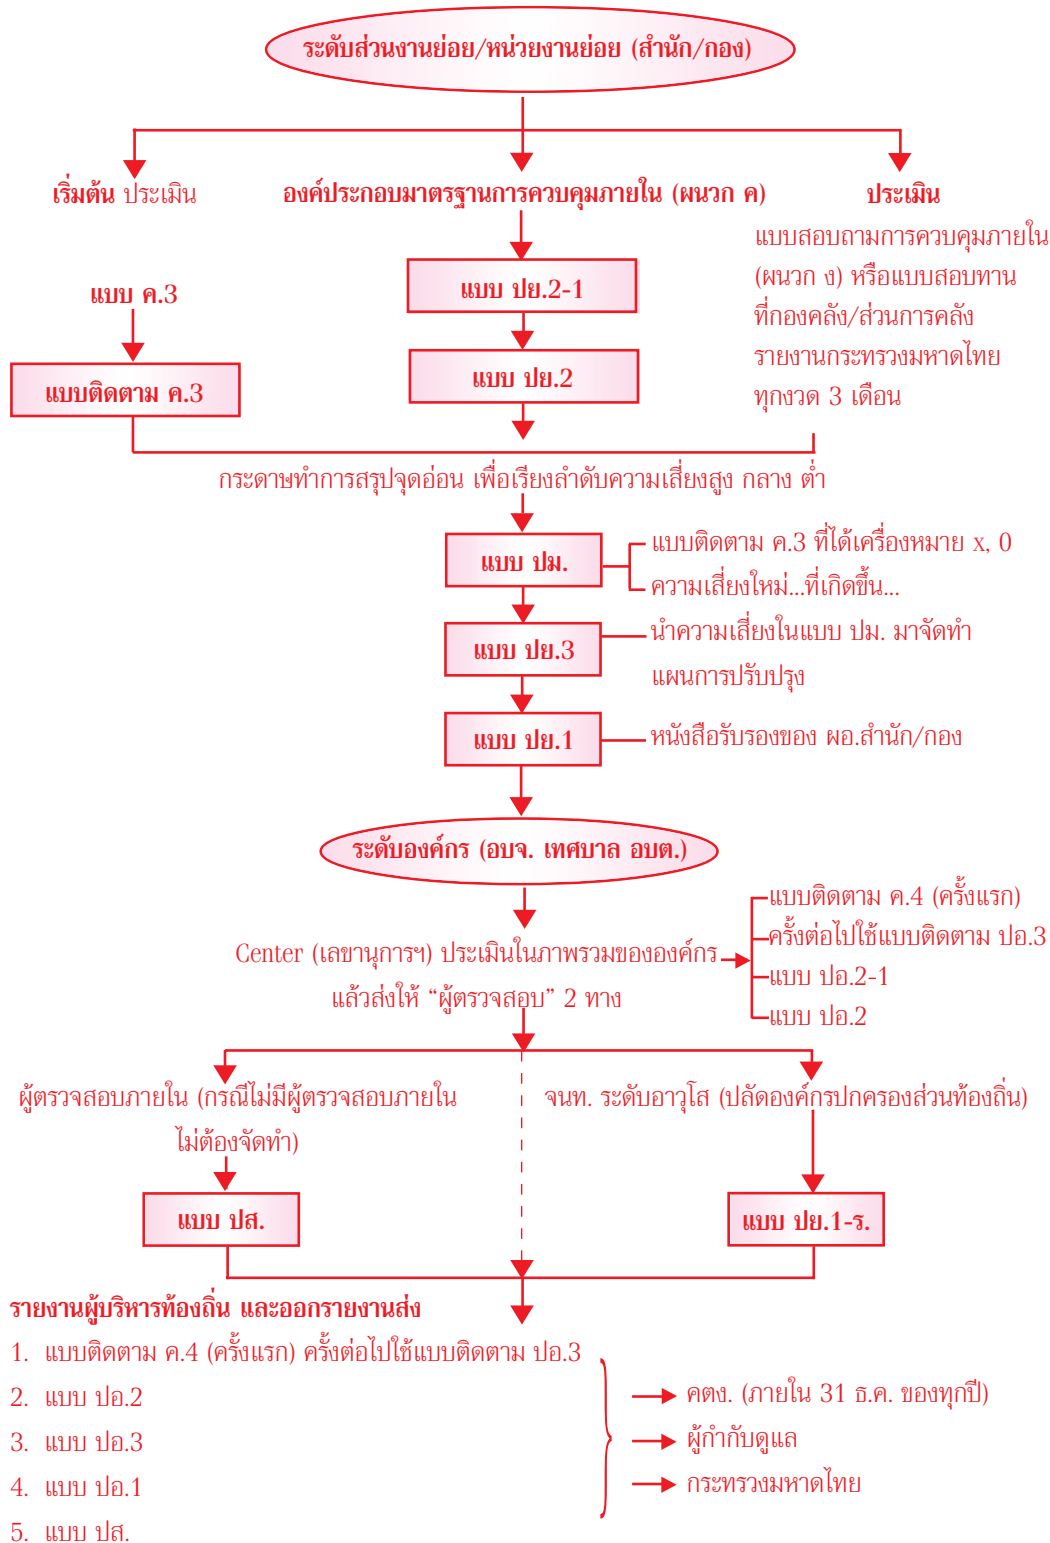 ระดับส่วนงานย่อย/หน่วยงานย่อย (สำนัก/กอง)
เริ่มต้น ประเมิน
องค์ประกอบมาตรฐานการควบคุมภายใน (ผนวก ค)
ประเมิน
แบบสอบถามการควบคุมภายใน
(ผนวก ง) หรือแบบสอบทาน
ที่กองคลัง/ส่วนการคลัง
รายงานกระทรวงมหาดไทย
ทุกงวด 3 เดือน
แบบ ค.3
แบบติดตาม ค.3
แบบ ปย.2-1
แบบ ปย.2
กระดาษทำการสรุปจุดอ่อน เพื่อเรียงลำดับความเสี่ยงสูง กลาง ต่ำ
แบบ ปม.
แบบติดตาม ค.3 ที่ได้เครื่องหมาย x, 0
ความเสี่ยงใหม่...ที่เกิดขึ้น...
แบบ ปย.3
นำความเสี่ยงในแบบ ปม. มาจัดทำ
แผนการปรับปรุง
แบบ ปย.1
หนังสือรับรองของ ผอ.สำนัก/กอง
ระดับองค์กร (อบจ. เทศบาล อบต.)
Center (เลขานุการฯ) ประเมินในภาพรวมขององค์กร
แล้วส่งให้ “ผู้ตรวจสอบ” 2 ทาง
แบบติดตาม ค.4 (ครั้งแรก)
ครั้งต่อไปใช้แบบติดตาม ปอ.3
แบบ ปอ.2-1
แบบ ปอ.2
ผู้ตรวจสอบภายใน (กรณีไม่มีผู้ตรวจสอบภายใน
ไม่ต้องจัดทำ)
จนท. ระดับอาวุโส (ปลัดองค์กรปกครองส่วนท้องถิ่น)
แบบ ปส.
แบบ ปย.1-ร.
รายงานผู้บริหารท้องถิ่น และออกรายงานส่ง
1. แบบติดตาม ค.4 (ครั้งแรก) ครั้งต่อไปใช้แบบติดตาม ปอ.3
2. แบบ ปอ.2
3. แบบ ปอ.3
4. แบบ ปอ.1
5. แบบ ปส.
คตง. (ภายใน 31 ธ.ค. ของทุกปี)
ผู้กำกับดูแล
กระทรวงมหาดไทย